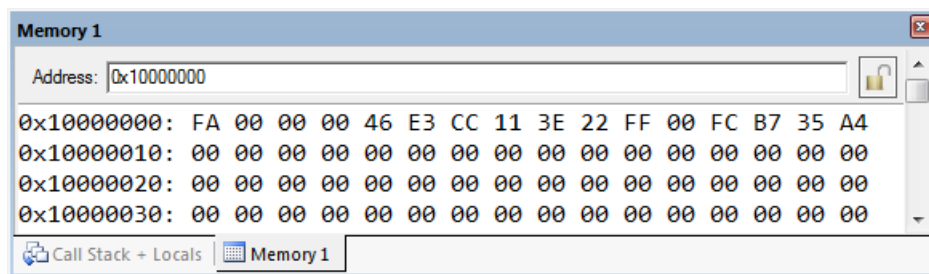 Memory 1
Address: 0x10000000
0x10000000: FA 00 00 00 46 E3 CC 11 3E 22 FF 00 FC B7 35 A4
0x10000010: 00 00 00 00 00 00 00 00 00 00 00 00 00 00 00 00
0x10000020: 00 00 00 00 00 00 00 00 00 00 00 00 00 00 00 00
0x10000030: 00 00 00 00 00 00 00 00 00 00 00 00 00 00 00 00
Call Stack + Locals Memory 1